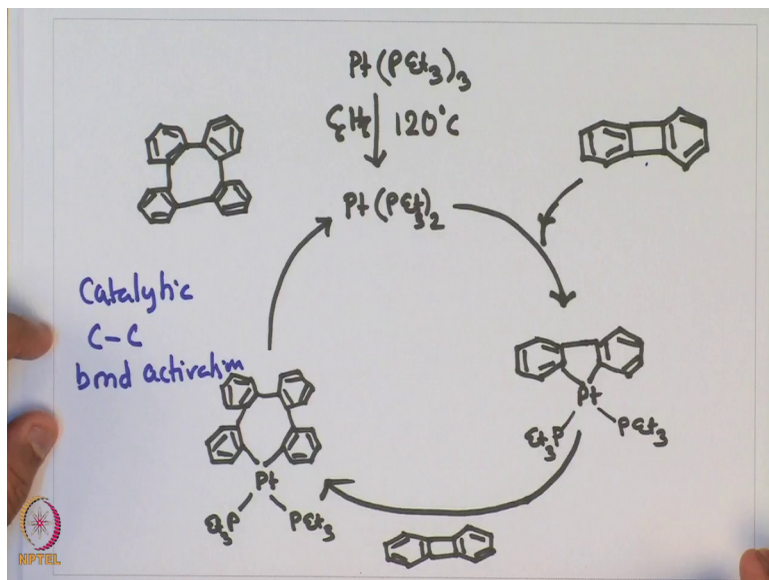 Pt(PEt3)3
C6H6 120°C
Pt(PEt3)2
Catalytic
C-C
bond activation
Pt
Et3P PEt3
Pt
Et3P PEt3
NPTEL